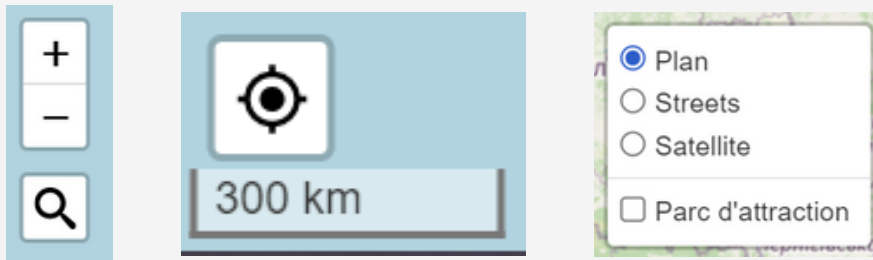 +
−
300 km
Plan
Streets
Satellite
Parc d'attraction